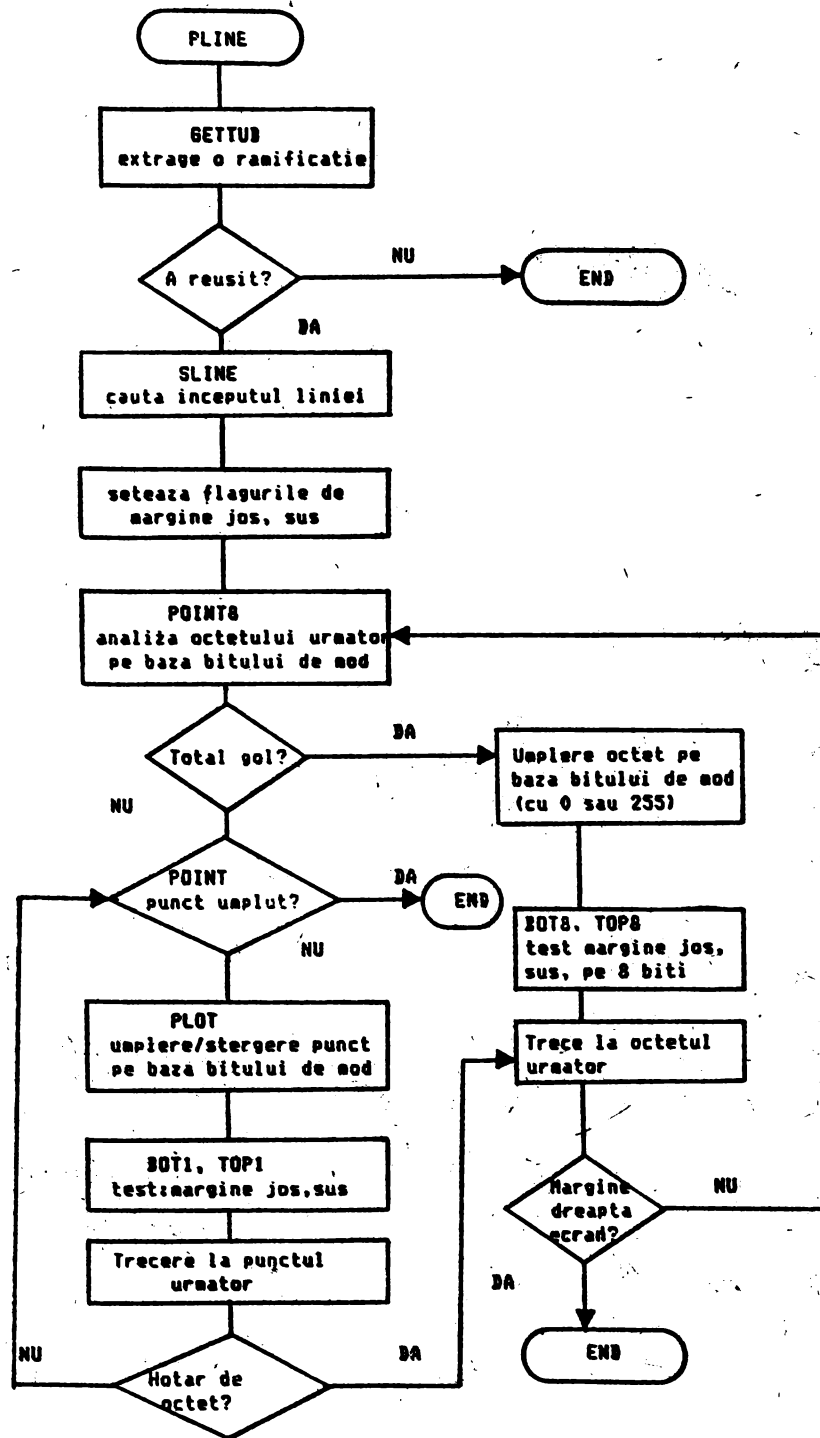 PLINE
GETTUB
extrage o ramificatie
A reusit?
NU
END
DA
SLINE
cauta inceputul liniei
seteaza flagurile de
margine jos, sus
POINT8
analiza octetului urmator
pe baza bitului de mod
Total gol?
DA
NU
Umplere octet pe
baza bitului de mod
(cu 0 sau 255)
POINT
punct umplut?
DA
END
NU
BOT8, TOP8
test margine jos,
sus, pe 8 biti
PLOT
umplere/stergere punct
pe baza bitului de mod
Trece la octetul
urmator
BOT1, TOP1
test:margine jos,sus
Trecere la punctul
urmator
Margine
dreapta
ecran?
NU
DA
END
Hotar de
octet?
NU
DA